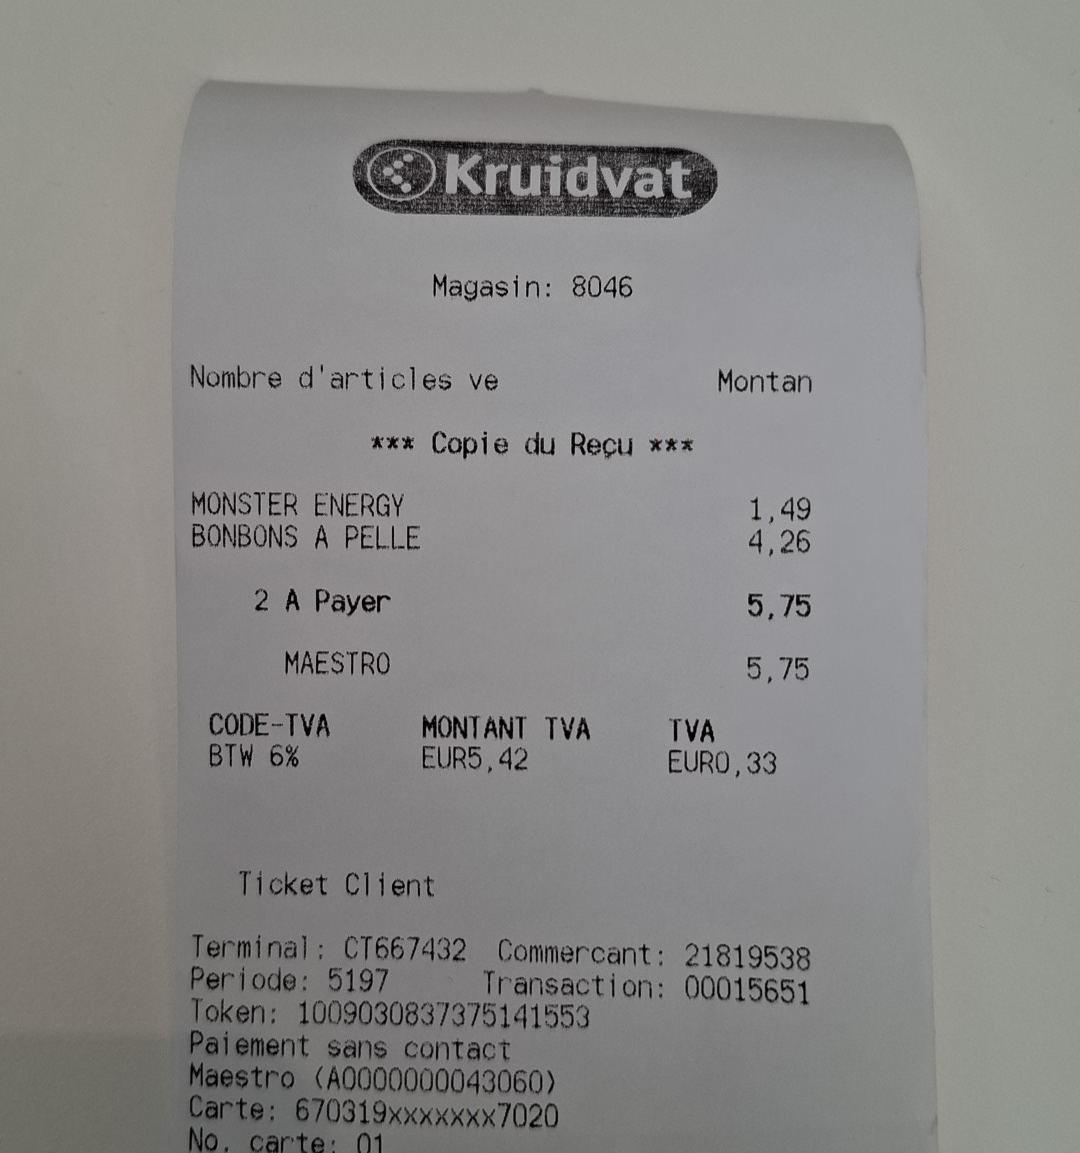 Kruidvat
Magasin: 8046
Nombre d'articles ve Montan
*** Copie du Reçu ***
MONSTER ENERGY 1,49
BONBONS A PELLE 4,26
2 A Payer 5,75
MAESTRO 5,75
CODE-TVA MONTANT TVA TVA
BTW 6% EUR5,42 EUR0,33
Ticket Client
Terminal: CT667432 Commercant: 21819538
Periode: 5197 Transaction: 00015651
Token: 1009030837375141553
Paiement sans contact
Maestro (A0000000043060)
Carte: 670319xxxxxxx7020
No. carte: 01